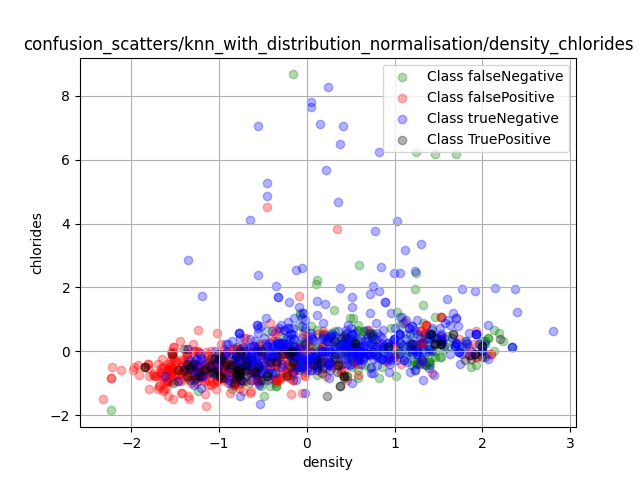 confusion_scatters/knn_with_distribution_normalisation/density_chlorides
Class falseNegative
Class falsePositive
Class trueNegative
Class TruePositive
8
6
4
2
0
−2
chlorides
−2 −1 0 1 2 3
density